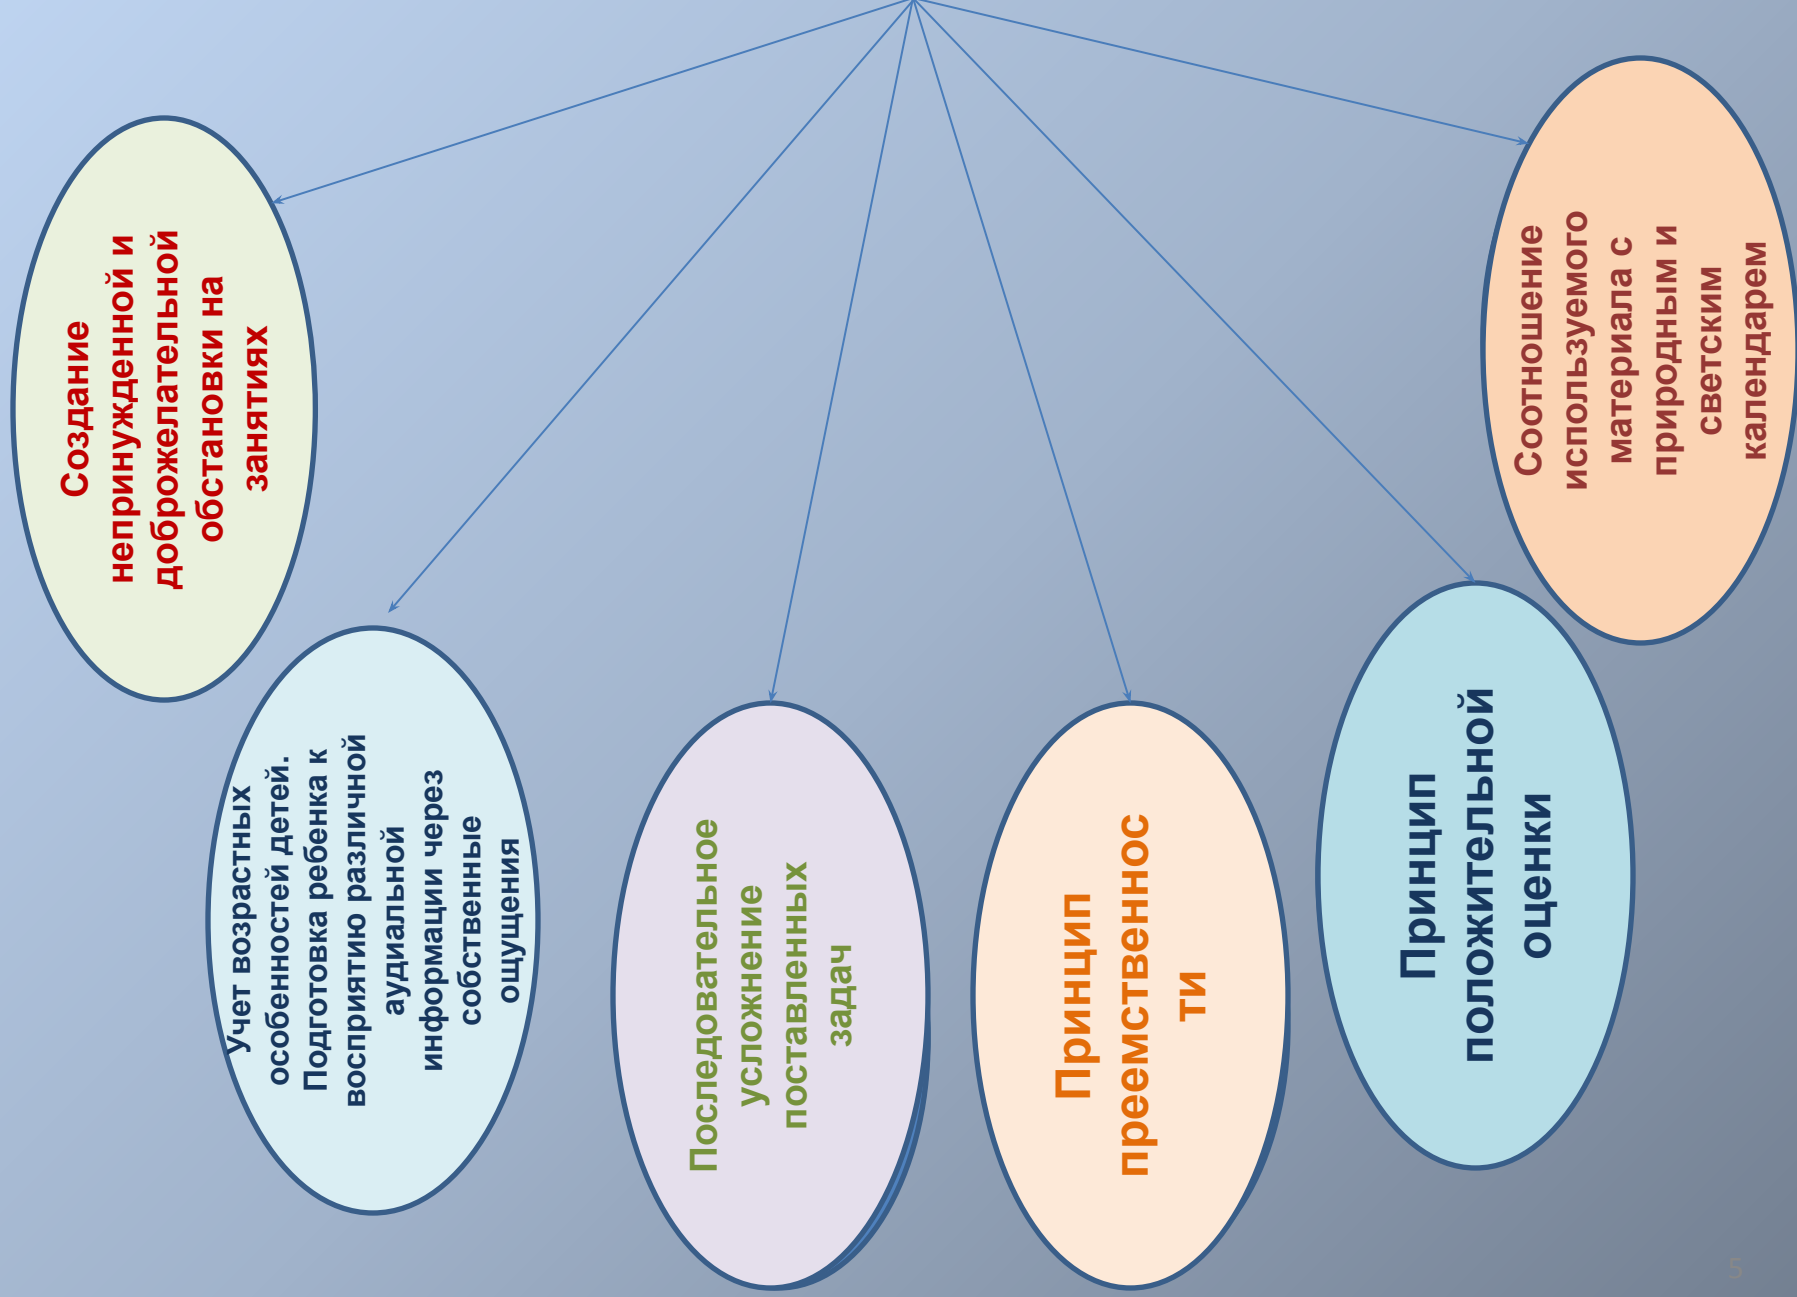 Создание
непринужденной и
доброжелательной
обстановки на
занятиях
Учет возрастных
особенностей детей.
Подготовка ребенка к
восприятию различной
аудиальной
информации через
собственные
ощущения
Последовательное
усложнение
поставленных
задач
Принцип
преемственнос
ти
Принцип
положительной
оценки
Соотношение
используемого
материала с
природным и
светским
календарем
5